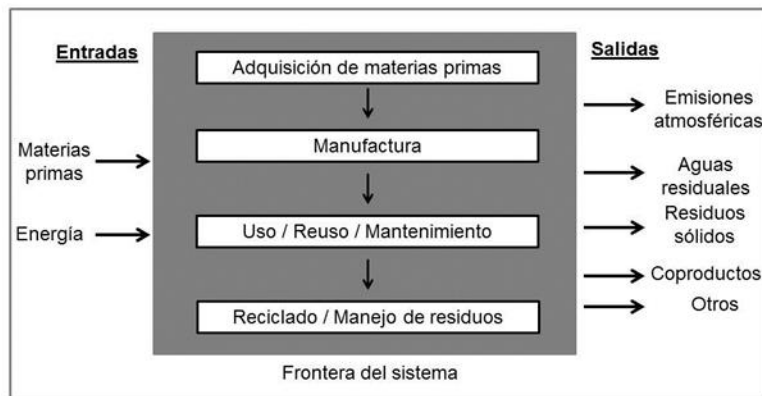 Entradas
Materias
primas
Energía
Adquisición de materias primas
Manufactura
Uso / Reuso / Mantenimiento
Reciclado / Manejo de residuos
Frontera del sistema
Salidas
Emisiones
atmosféricas
Aguas
residuales
Residuos
sólidos
Coproductos
Otros